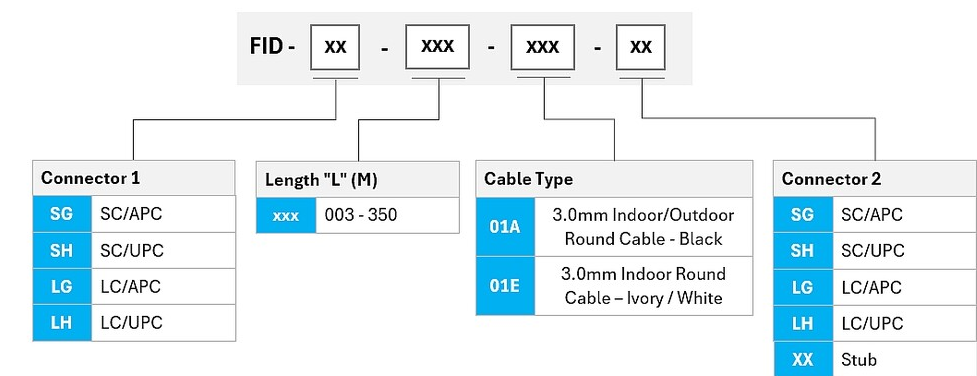 FID - XX - XXX - XXX - XX
Connector 1
SG SC/APC
SH SC/UPC
LG LC/APC
LH LC/UPC
Length "L" (M)
xxx 003 - 350
Cable Type
01A 3.0mm Indoor/Outdoor
Round Cable - Black
01E 3.0mm Indoor Round
Cable – Ivory / White
Connector 2
SG SC/APC
SH SC/UPC
LG LC/APC
LH LC/UPC
XX Stub